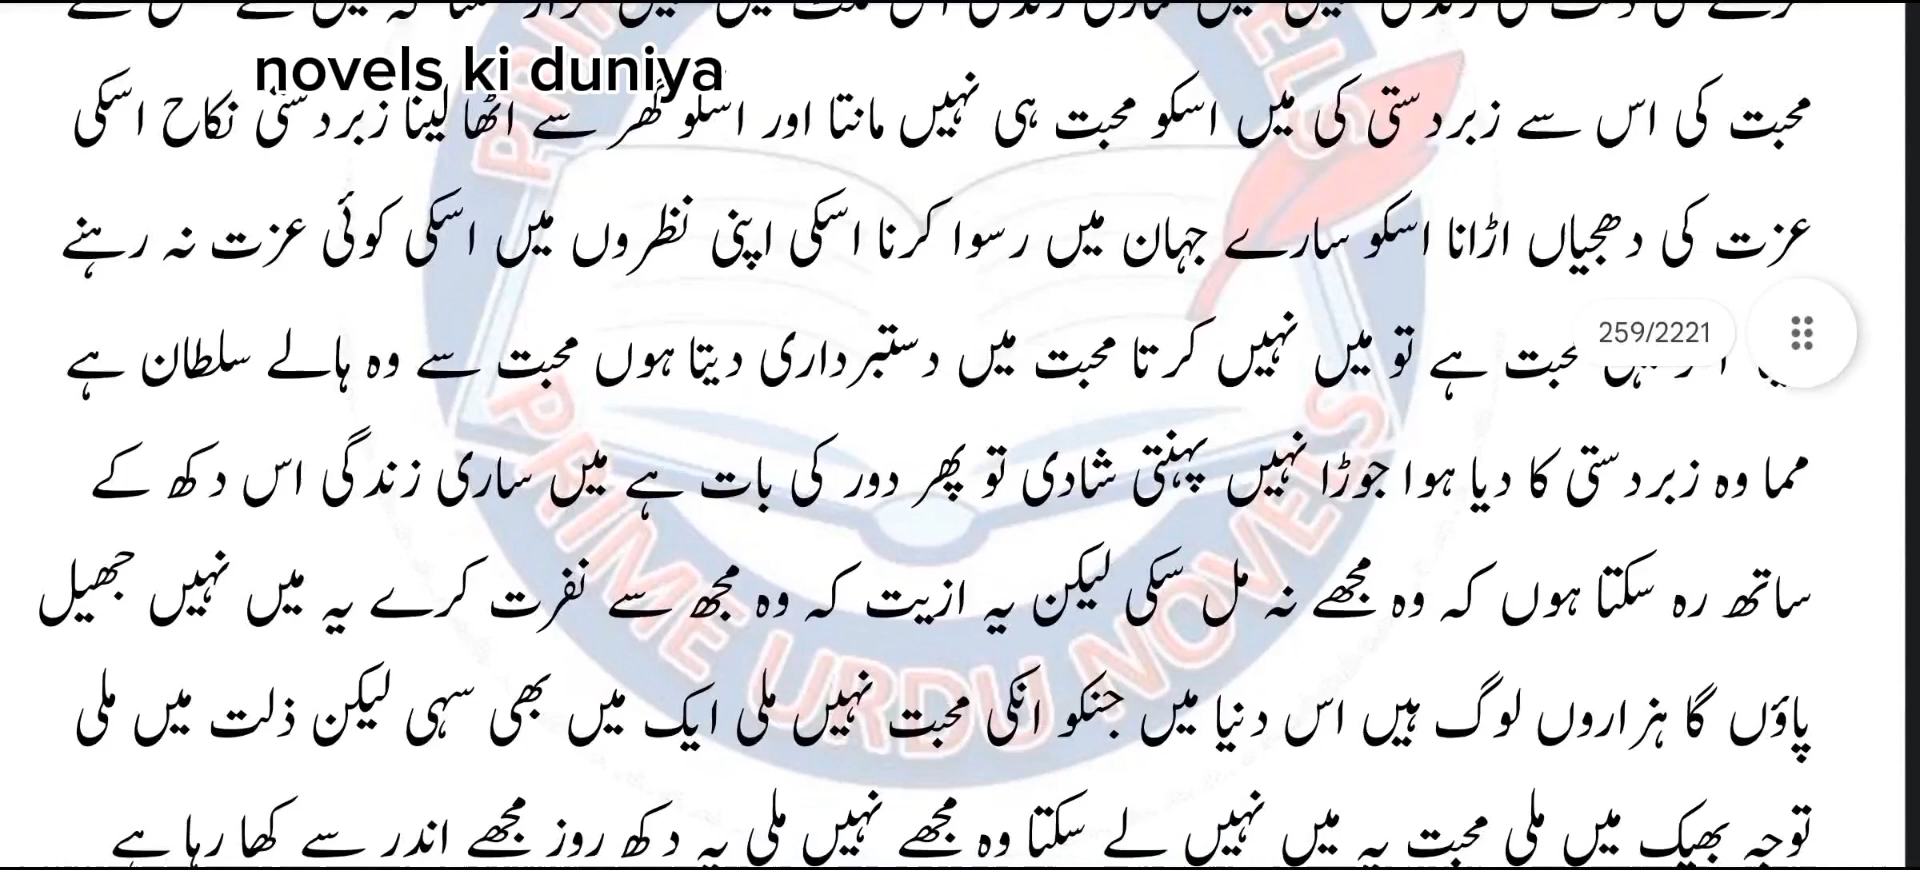 novels ki duniya
محبت کی اس سے زبردستی کی میں اسکو محبت ہی نہیں مانتا اور اسکو گھر سے اٹھا لینا زبردستی نکاح اسکی
عزت کی دھجیاں اڑانا اسکو سارے جہان میں رسوا کرنا اسکی اپنی نظروں میں اسکی کوئی عزت نہ رہنے
259/2221
محبت ہے تو میں نہیں کرتا محبت میں دستبرداری دیتا ہوں محبت سے وہ ہالے سلطان ہے
مما وہ زبردستی کا دیا ہوا جوڑا نہیں پہنتی شادی تو پھر دور کی بات ہے میں ساری زندگی اس دکھ کے
ساتھ رہ سکتا ہوں کہ وہ مجھے نہ مل سکی لیکن یہ ازیت کہ وہ مجھ سے نفرت کرے یہ میں نہیں جھیل
پاؤں گا ہزاروں لوگ ہیں اس دنیا میں جنکو انکی محبت نہیں ملی ایک میں بھی سہی لیکن ذلت میں ملی
توجہ بھیک میں ملی محبت یہ میں نہیں لے سکتا وہ مجھے نہیں ملی یہ دکھ روز مجھے اندر سے کھا رہا ہے
PRIME URDU NOVELS